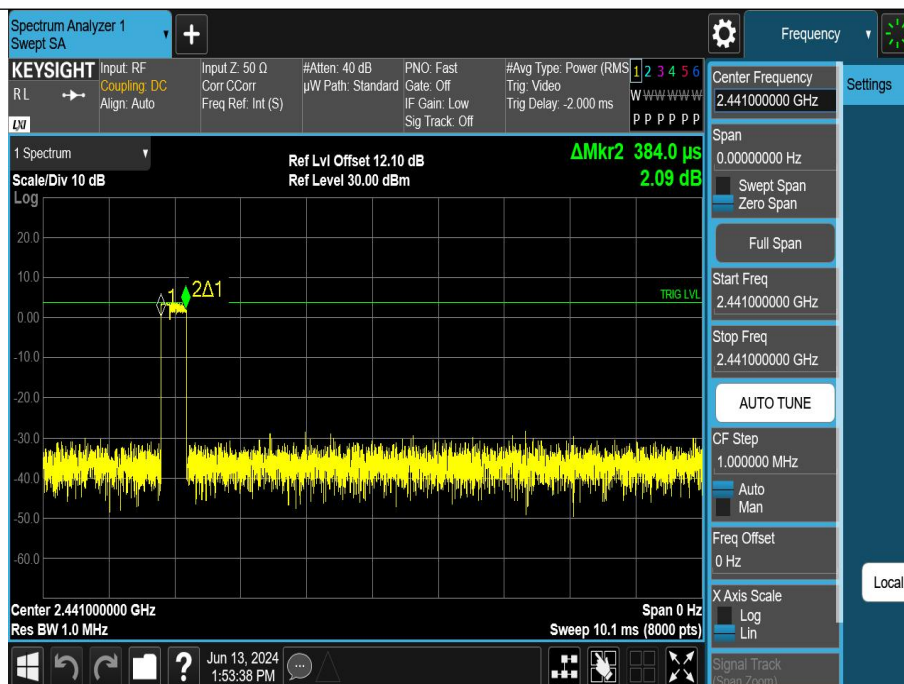 Spectrum Analyzer 1
Swept SA
Frequency
KEYSIGHT
R L
LXI
Input: RF
Coupling: DC
Align: Auto
Input Z: 50 Ω
Corr CCorr
Freq Ref: Int (S)
#Atten: 40 dB
µW Path: Standard
PNO: Fast
Gate: Off
IF Gain: Low
Sig Track: Off
#Avg Type: Power (RMS
Trig: Video
Trig Delay: -2.000 ms
1 2 3 4 5 6
W W W W W W
P P P P P P
1 Spectrum
Scale/Div 10 dB
Log
Ref Lvl Offset 12.10 dB
Ref Level 30.00 dBm
ΔMkr2 384.0 µs
2.09 dB
20.0
10.0
0.00
-10.0
-20.0
-30.0
-40.0
-50.0
-60.0
1
2Δ1
TRIG LVL
Center 2.441000000 GHz
Res BW 1.0 MHz
Span 0 Hz
Sweep 10.1 ms (8000 pts)
Jun 13, 2024
1:53:38 PM
Center Frequency
2.441000000 GHz
Span
0.00000000 Hz
Swept Span
Zero Span
Full Span
Start Freq
2.441000000 GHz
Stop Freq
2.441000000 GHz
AUTO TUNE
CF Step
1.000000 MHz
Auto
Man
Freq Offset
0 Hz
X Axis Scale
Log
Lin
Signal Track
(Span Zoom)
Settings
Local